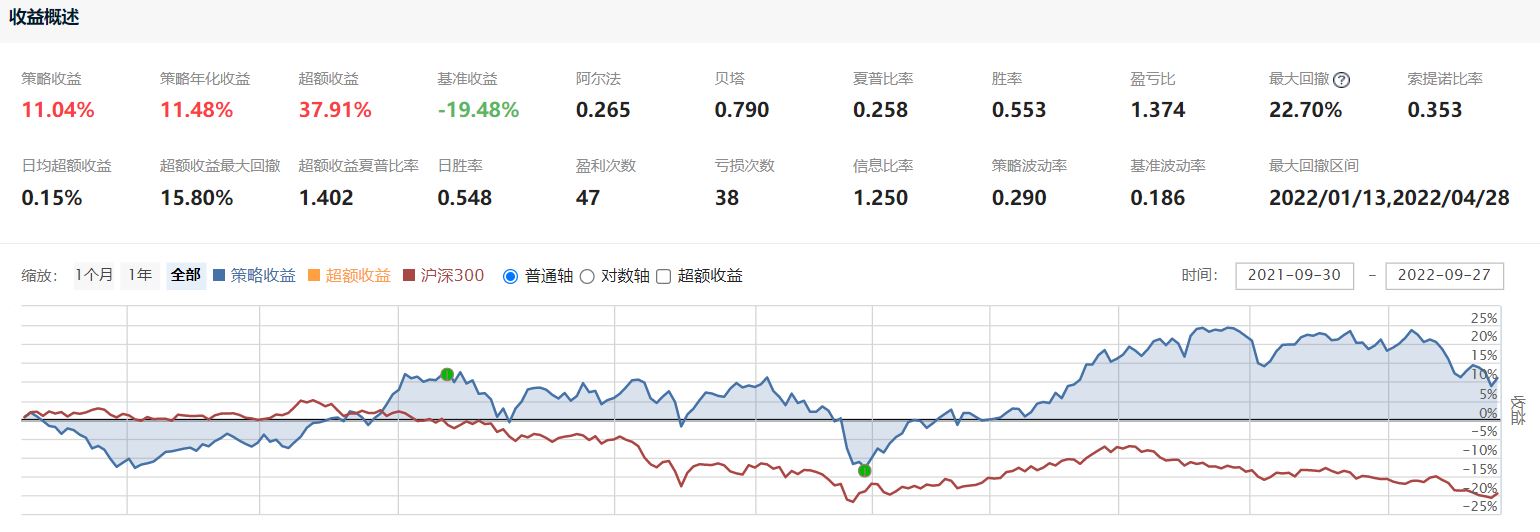 收益概述
策略收益 策略年化收益 超额收益 基准收益 阿尔法 贝塔 夏普比率 胜率 盈亏比 最大回撤 ? 索提诺比率
11.04% 11.48% 37.91% -19.48% 0.265 0.790 0.258 0.553 1.374 22.70% 0.353
日均超额收益 超额收益最大回撤 超额收益夏普比率 日胜率 盈利次数 亏损次数 信息比率 策略波动率 基准波动率 最大回撤区间
0.15% 15.80% 1.402 0.548 47 38 1.250 0.290 0.186 2022/01/13,2022/04/28
缩放: 1个月 1年 全部 策略收益 超额收益 沪深300 普通轴 对数轴 超额收益 时间: 2021-09-30 - 2022-09-27
25%
20%
15%
10%
5%
0%
-5%
-10%
-15%
-20%
-25%
收益